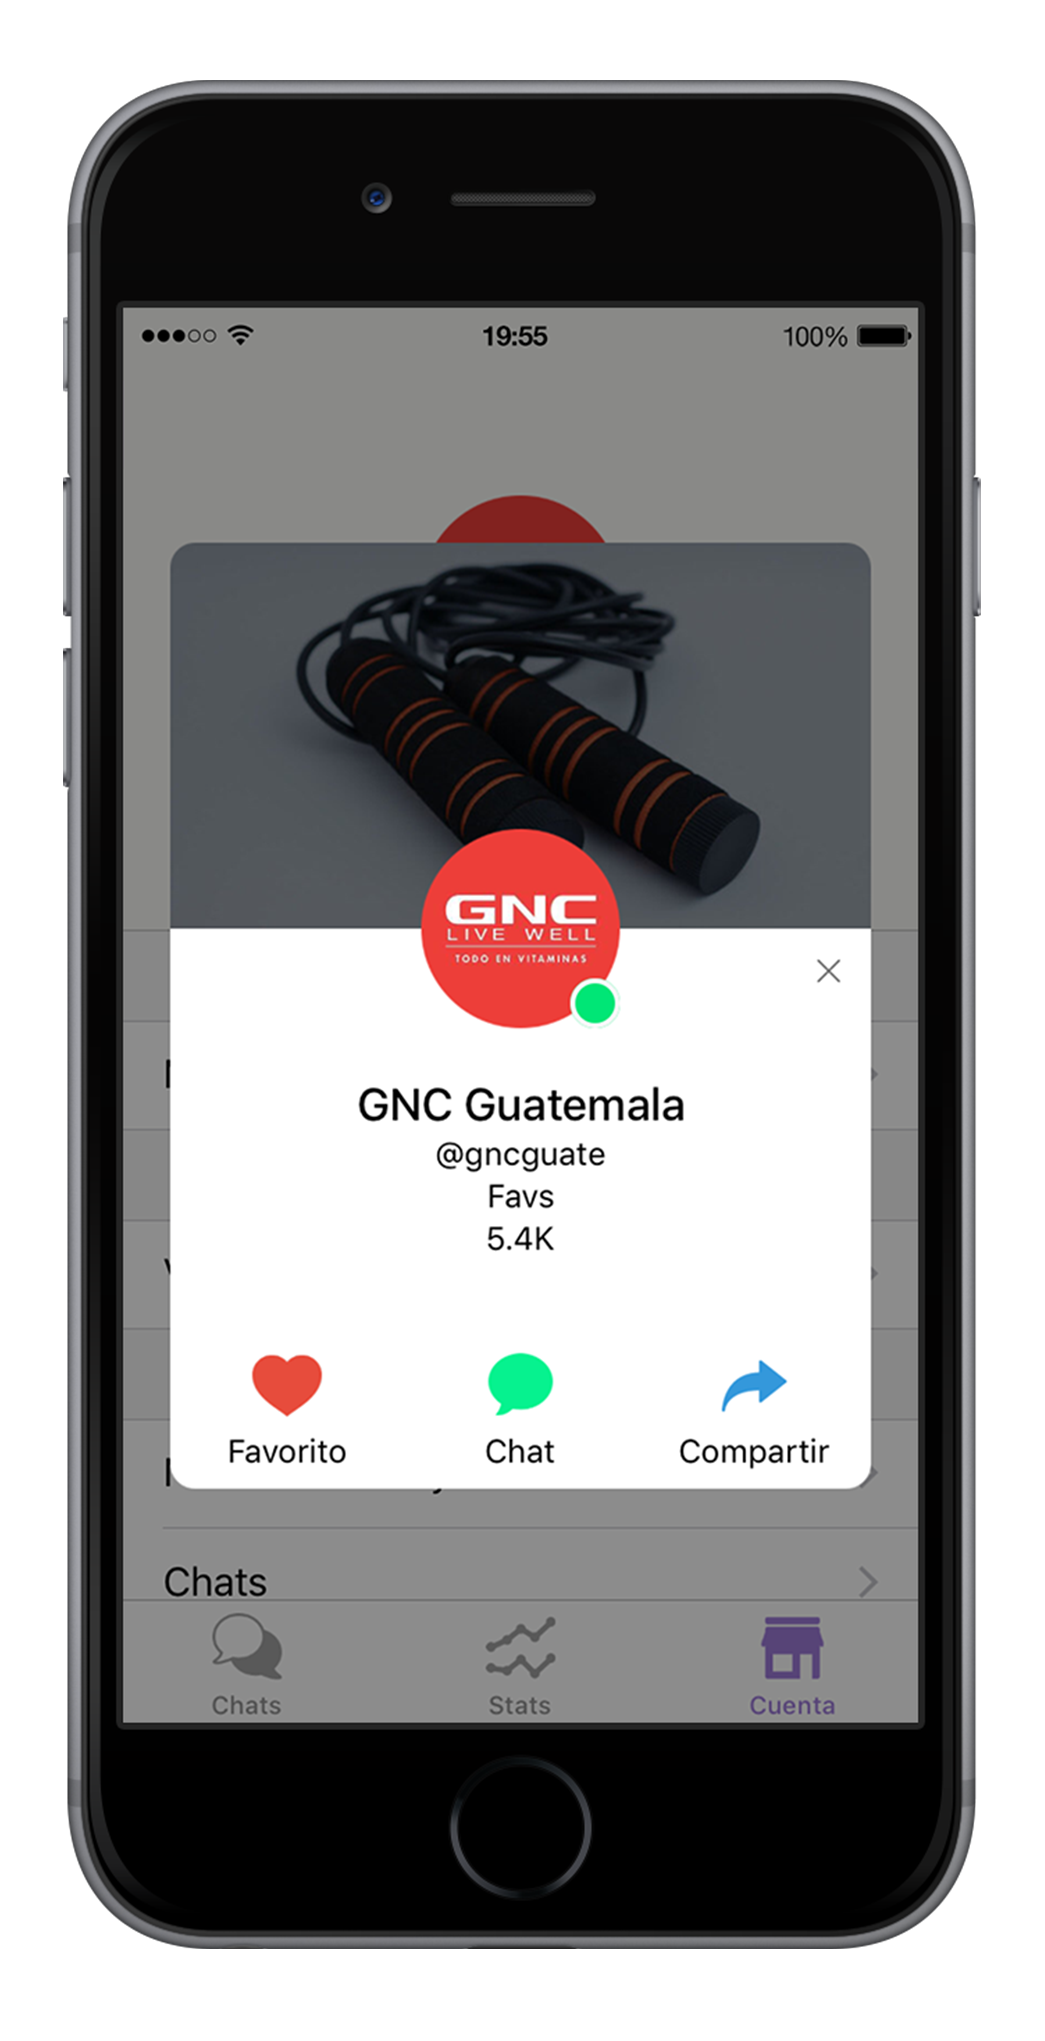 19:55
100%
GNC
LIVE WELL
TODO EN VITAMINAS
GNC Guatemala
@gncguate
Favs
5.4K
Favorito
Chat
Compartir
Chats
Chats
Stats
Cuenta